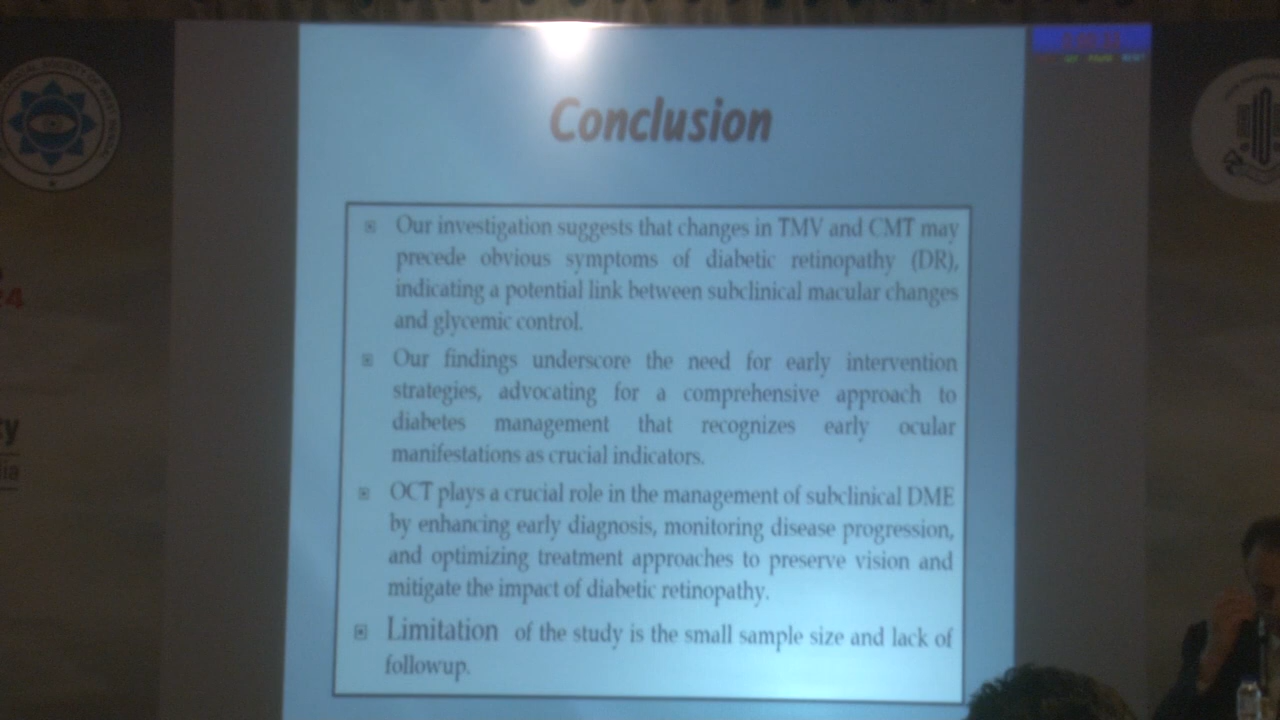 Conclusion
Our investigation suggests that changes in TMV and CMT may
precede obvious symptoms of diabetic retinopathy (DR),
indicating a potential link between subclinical macular changes
and glycemic control.
Our findings underscore the need for early intervention
strategies, advocating for a comprehensive approach to
diabetes management that recognizes early ocular
manifestations as crucial indicators.
OCT plays a crucial role in the management of subclinical DME
by enhancing early diagnosis, monitoring disease progression,
and optimizing treatment approaches to preserve vision and
mitigate the impact of diabetic retinopathy.
Limitation of the study is the small sample size and lack of
followup.